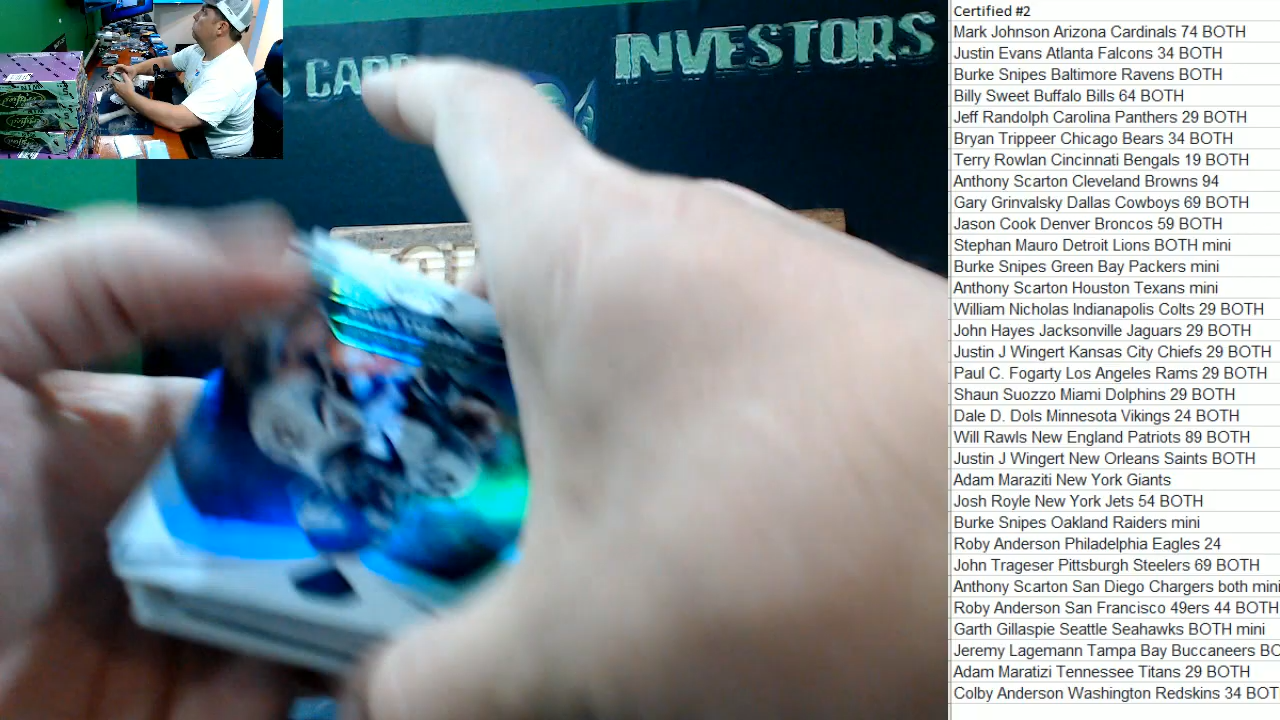 CARD INVESTORS
Certified #2
Mark Johnson Arizona Cardinals 74 BOTH
Justin Evans Atlanta Falcons 34 BOTH
Burke Snipes Baltimore Ravens BOTH
Billy Sweet Buffalo Bills 64 BOTH
Jeff Randolph Carolina Panthers 29 BOTH
Bryan Trippeer Chicago Bears 34 BOTH
Terry Rowlan Cincinnati Bengals 19 BOTH
Anthony Scarton Cleveland Browns 94
Gary Grinvalsky Dallas Cowboys 69 BOTH
Jason Cook Denver Broncos 59 BOTH
Stephan Mauro Detroit Lions BOTH mini
Burke Snipes Green Bay Packers mini
Anthony Scarton Houston Texans mini
William Nicholas Indianapolis Colts 29 BOTH
John Hayes Jacksonville Jaguars 29 BOTH
Justin J Wingert Kansas City Chiefs 29 BOTH
Paul C. Fogarty Los Angeles Rams 29 BOTH
Shaun Suozzo Miami Dolphins 29 BOTH
Dale D. Dols Minnesota Vikings 24 BOTH
Will Rawls New England Patriots 89 BOTH
Justin J Wingert New Orleans Saints BOTH
Adam Maraziti New York Giants
Josh Royle New York Jets 54 BOTH
Burke Snipes Oakland Raiders mini
Roby Anderson Philadelphia Eagles 24
John Trageser Pittsburgh Steelers 69 BOTH
Anthony Scarton San Diego Chargers both mini
Roby Anderson San Francisco 49ers 44 BOTH
Garth Gillaspie Seattle Seahawks BOTH mini
Jeremy Lagemann Tampa Bay Buccaneers BO
Adam Maratizi Tennessee Titans 29 BOTH
Colby Anderson Washington Redskins 34 BOT